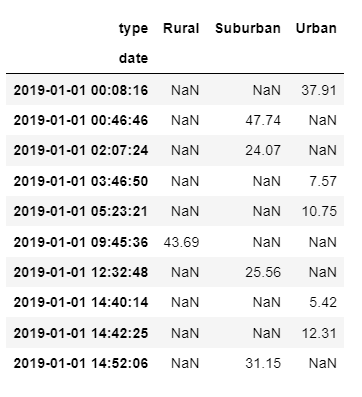 type Rural Suburban Urban
date
2019-01-01 00:08:16 NaN NaN 37.91
2019-01-01 00:46:46 NaN 47.74 NaN
2019-01-01 02:07:24 NaN 24.07 NaN
2019-01-01 03:46:50 NaN NaN 7.57
2019-01-01 05:23:21 NaN NaN 10.75
2019-01-01 09:45:36 43.69 NaN NaN
2019-01-01 12:32:48 NaN 25.56 NaN
2019-01-01 14:40:14 NaN NaN 5.42
2019-01-01 14:42:25 NaN NaN 12.31
2019-01-01 14:52:06 NaN 31.15 NaN